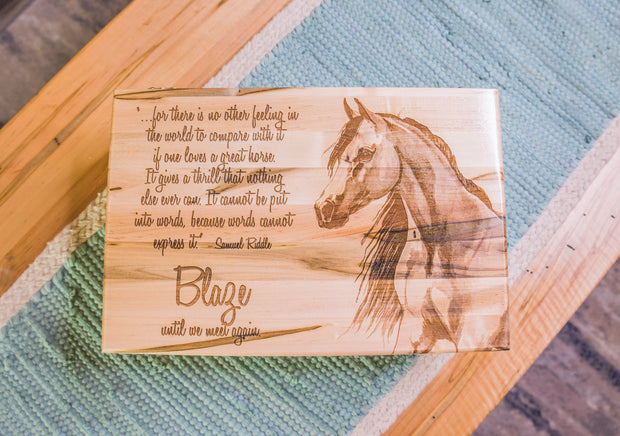 "...for there is no other feeling in
the world to compare with it
if one loves a great horse.
It gives a thrill that nothing
else ever can. It cannot be put
into words, because words cannot
express it." - Samuel Riddle
Blaze
until we meet again.